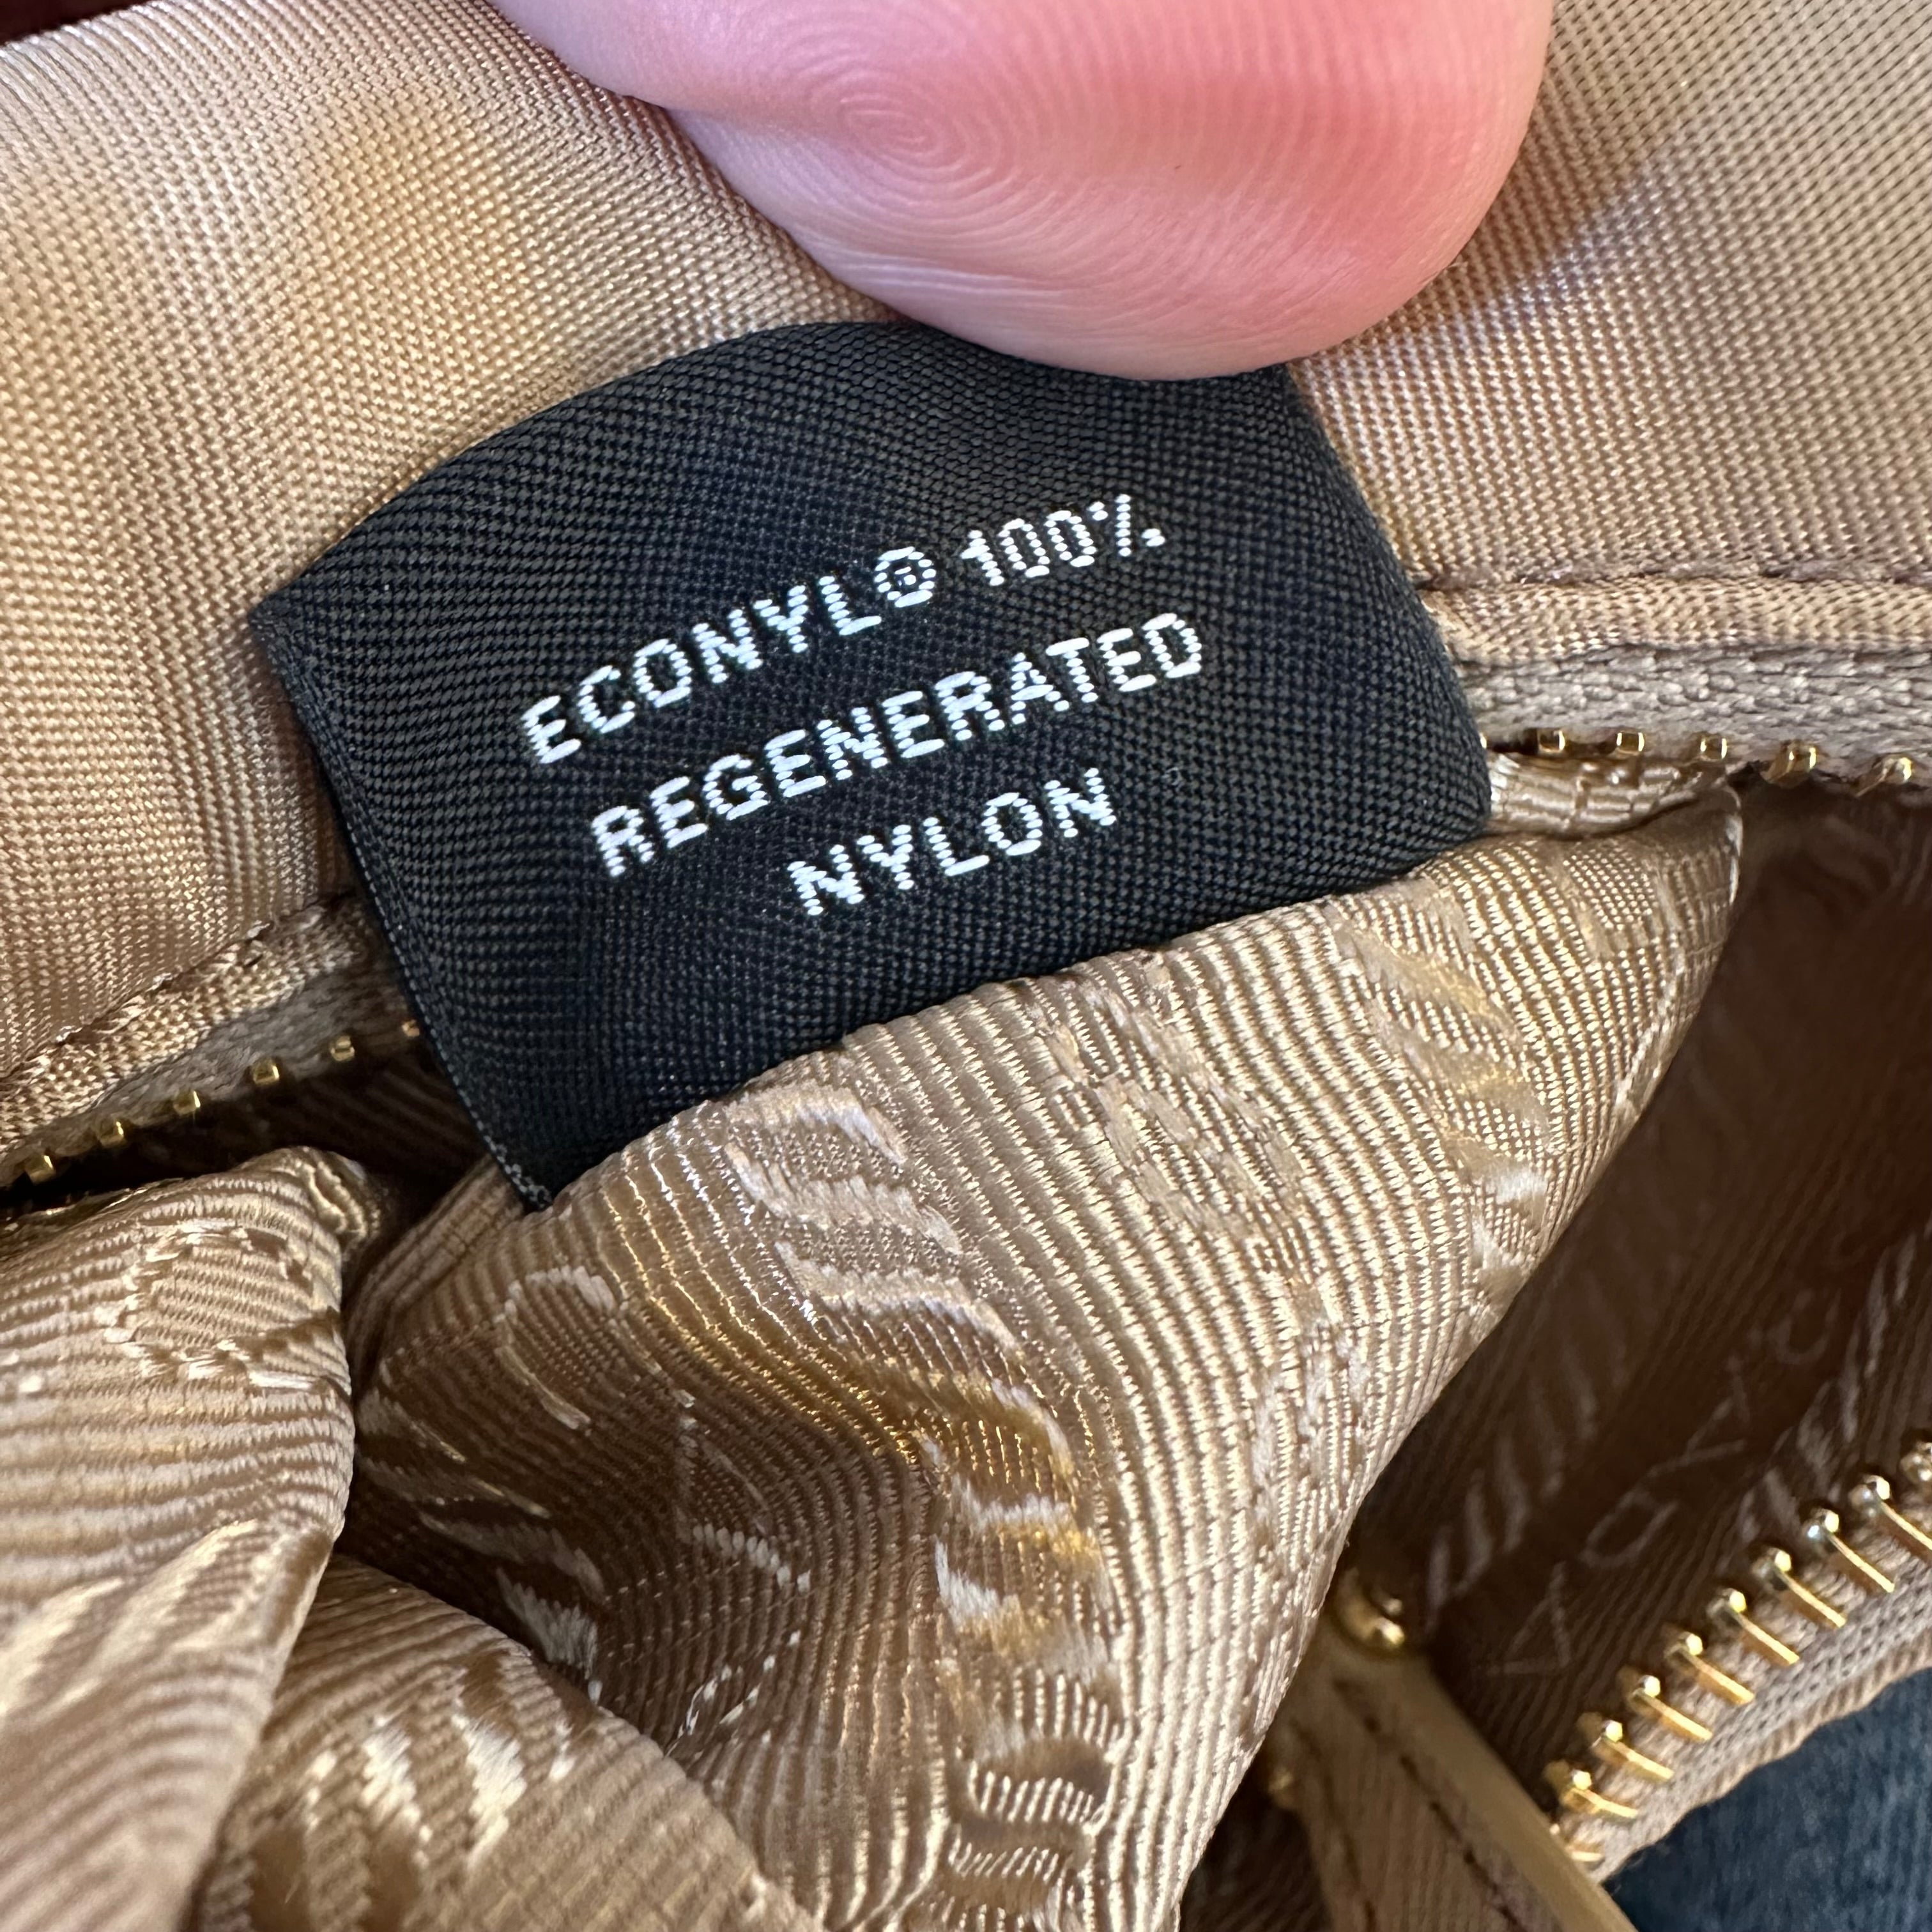 ECONYL® 100%
REGENERATED
NYLON